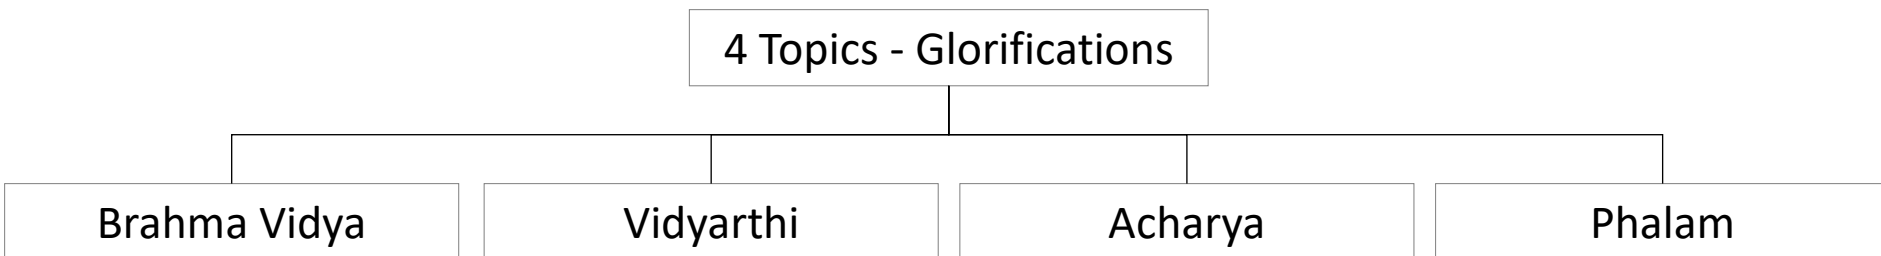 4 Topics - Glorifications
Brahma Vidya
Vidyarthi
Acharya
Phalam